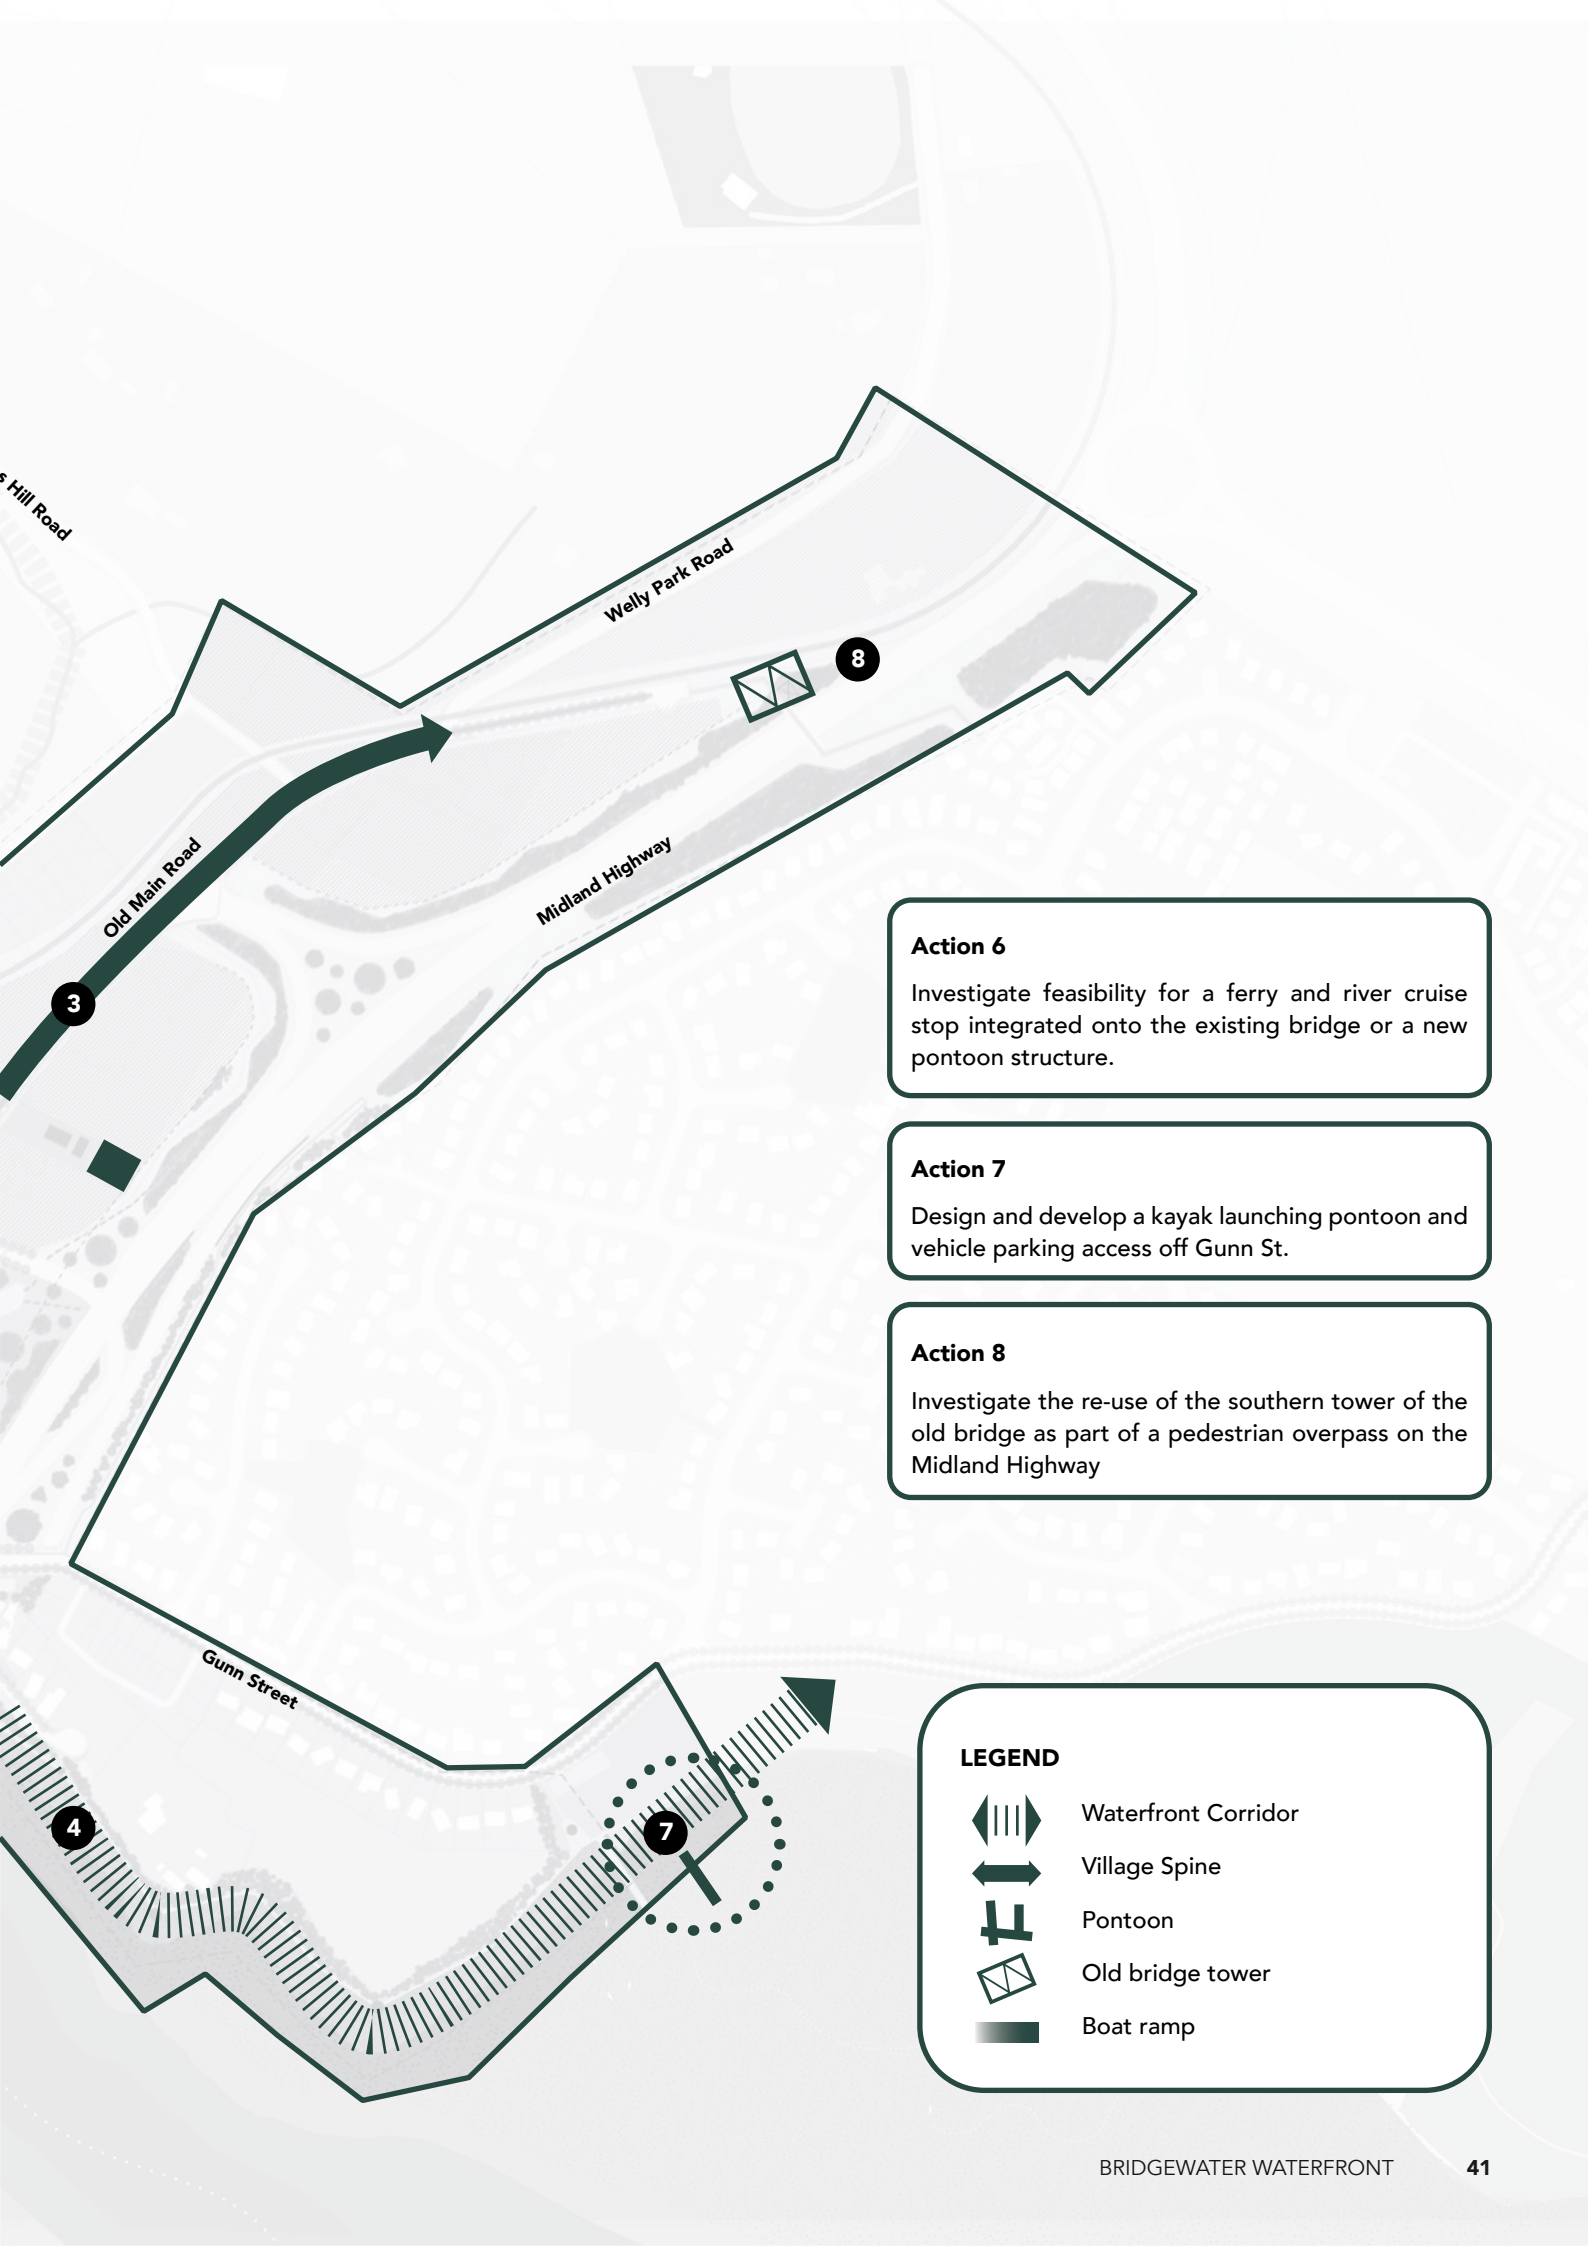 s Hill Road
Welly Park Road
8
Old Main Road
Midland Highway
3
Action 6
Investigate feasibility for a ferry and river cruise
stop integrated onto the existing bridge or a new
pontoon structure.
Action 7
Design and develop a kayak launching pontoon and
vehicle parking access off Gunn St.
Action 8
Investigate the re-use of the southern tower of the
old bridge as part of a pedestrian overpass on the
Midland Highway
Gunn Street
4
7
LEGEND
Waterfront Corridor
Village Spine
Pontoon
Old bridge tower
Boat ramp
BRIDGEWATER WATERFRONT 41